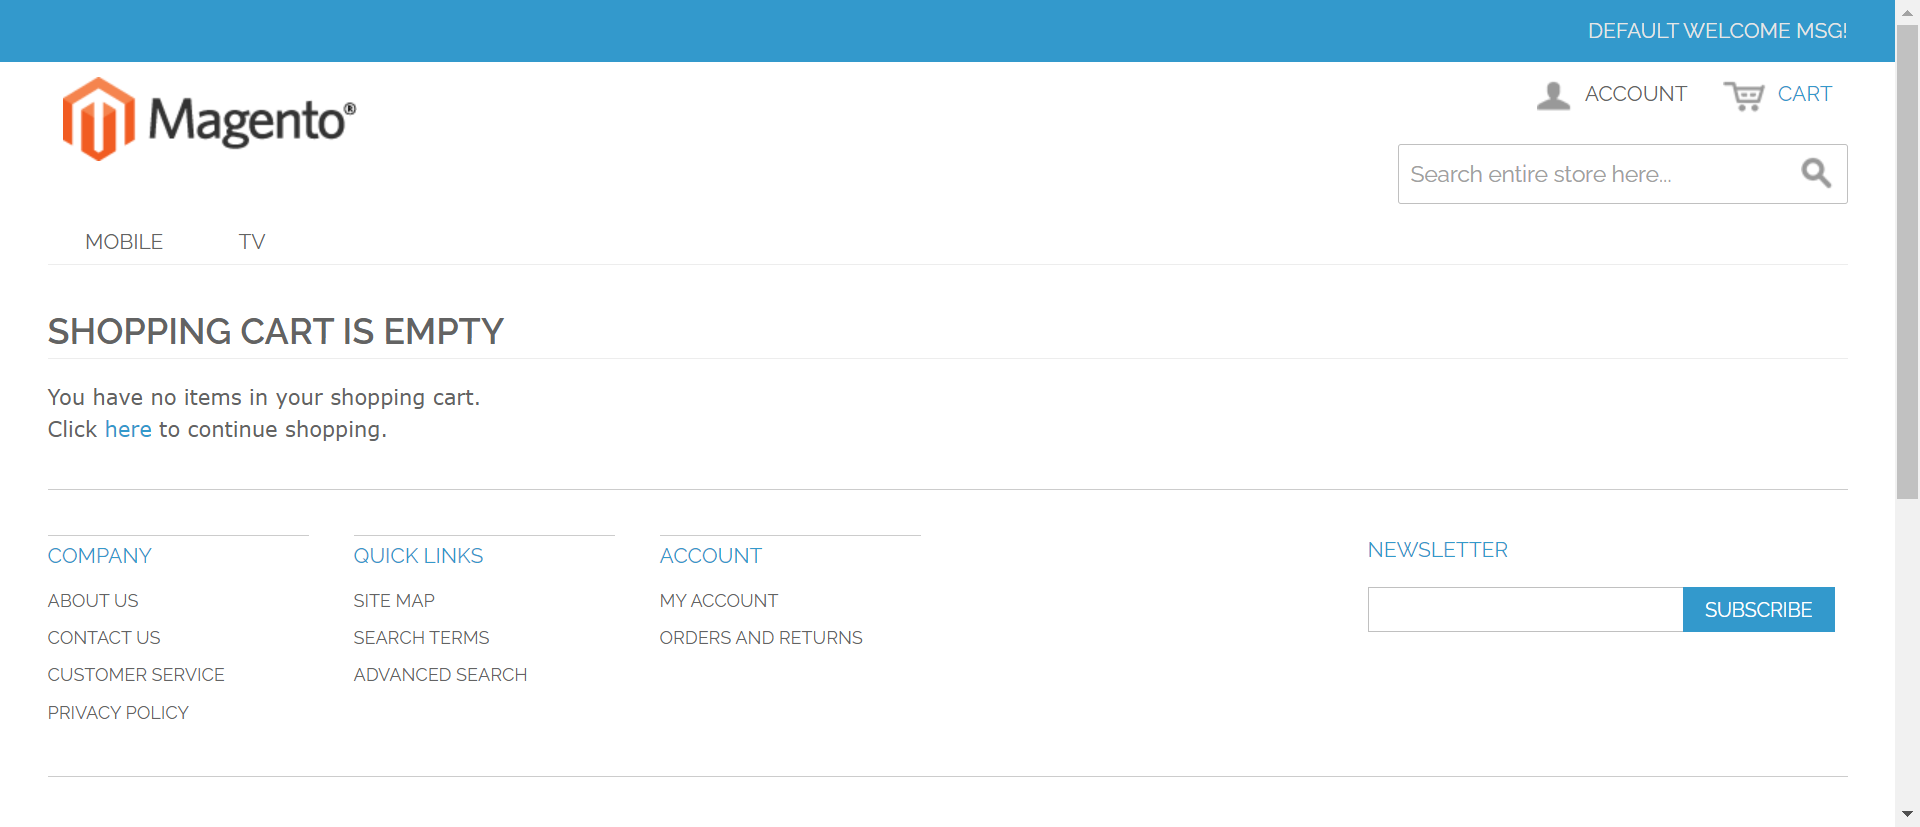 DEFAULT WELCOME MSG!
Magento®
ACCOUNT
CART
Search entire store here...
MOBILE
TV
SHOPPING CART IS EMPTY
You have no items in your shopping cart.
Click here to continue shopping.
COMPANY
ABOUT US
CONTACT US
CUSTOMER SERVICE
PRIVACY POLICY
QUICK LINKS
SITE MAP
SEARCH TERMS
ADVANCED SEARCH
ACCOUNT
MY ACCOUNT
ORDERS AND RETURNS
NEWSLETTER
SUBSCRIBE